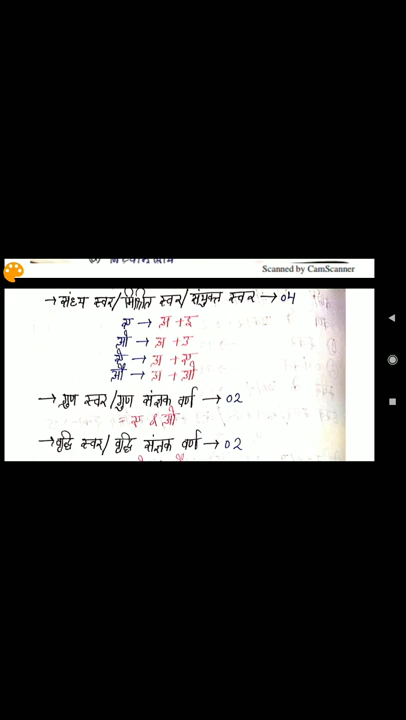 Scanned by CamScanner
→ संध्य स्वर/मिश्रित स्वर/संयुक्त स्वर → 04
ए → अ + इ
ओ → अ + उ
ऐ → अ + ए
औ → अ + ओ
→ गुण स्वर/गुण संज्ञक वर्ण → 02
= ए & ओ
→ वृद्धि स्वर/ वृद्धि संज्ञक वर्ण → 02